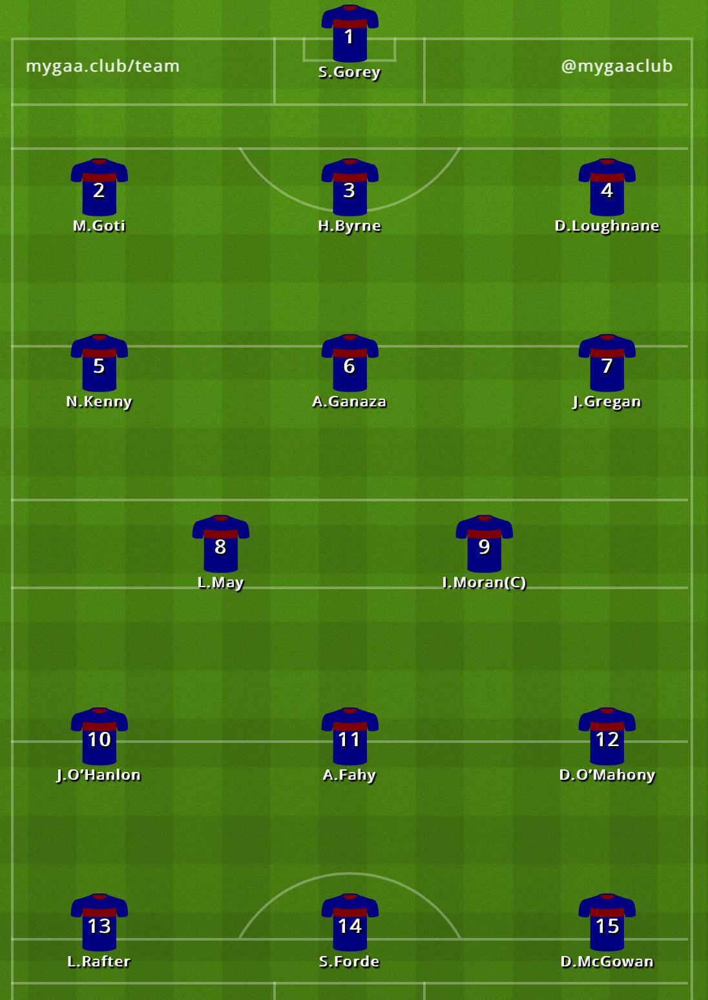 1
mygaa.club/team
@mygaaclub
S.Gorey
2
3
4
M.Goti
H.Byrne
D.Loughnane
5
6
7
N.Kenny
A.Ganaza
J.Gregan
8
9
L.May
I.Moran(C)
10
11
12
J.O’Hanlon
A.Fahy
D.O’Mahony
13
14
15
L.Rafter
S.Forde
D.McGowan